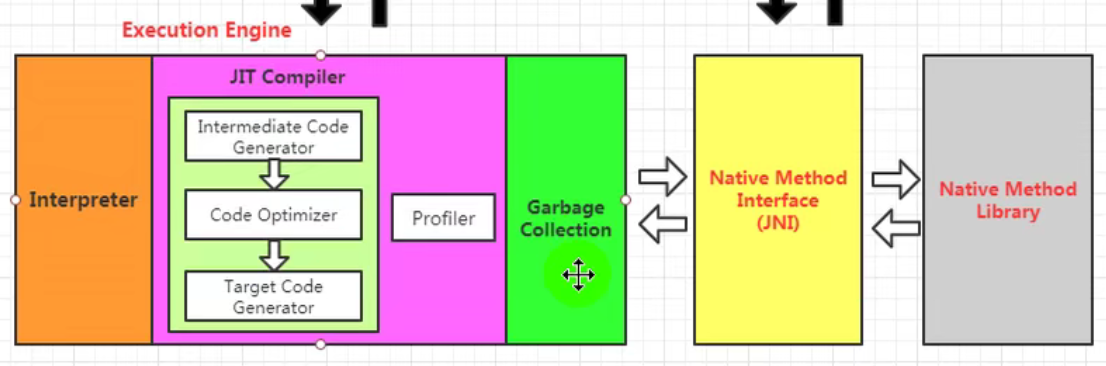 Execution Engine
JIT Compiler
Intermediate Code
Generator
Interpreter
Code Optimizer
Profiler
Target Code
Generator
Garbage
Collection
Native Method
Interface
(JNI)
Native Method
Library